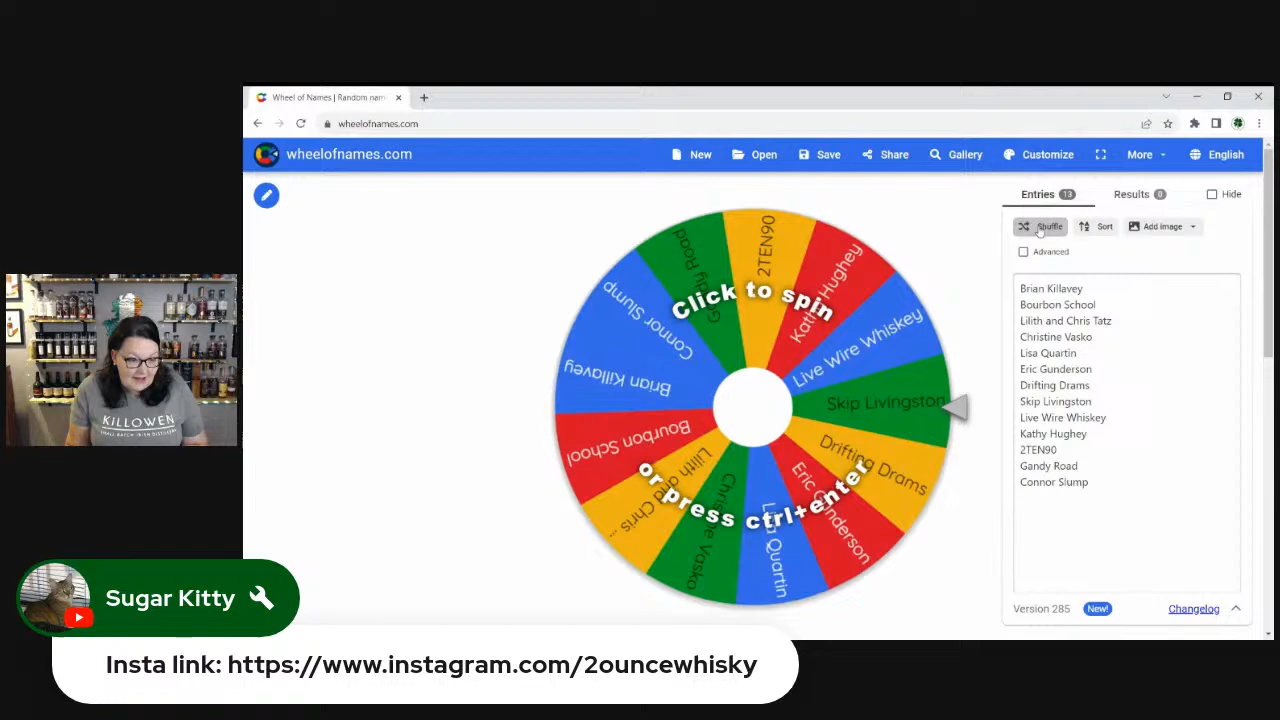 Wheel of Names | Random nam
wheelofnames.com
wheelofnames.com
New
Open
Save
Share
Gallery
Customize
More
English
Entries 13
Results 0
Hide
Shuffle
Sort
Add image
Advanced
Brian Killavey
Bourbon School
Lilith and Chris Tatz
Christine Vasko
Lisa Quartin
Eric Gunderson
Drifting Drams
Skip Livingston
Live Wire Whiskey
Kathy Hughey
2TEN90
Gandy Road
Connor Slump
Version 285
New!
Changelog
Click to spin
or press ctrl+enter
2TEN90
Kathy Hughey
Live Wire Whiskey
Skip Livingston
Drifting Drams
Eric Gunderson
Lisa Quartin
Christine Vasko
Lilith and Chris ...
Bourbon School
Brian Killavey
Connor Slump
Gandy Road
KILLOWEN
SMALL BATCH IRISH DISTILLERY
Sugar Kitty
Insta link: https://www.instagram.com/2ouncewhisky